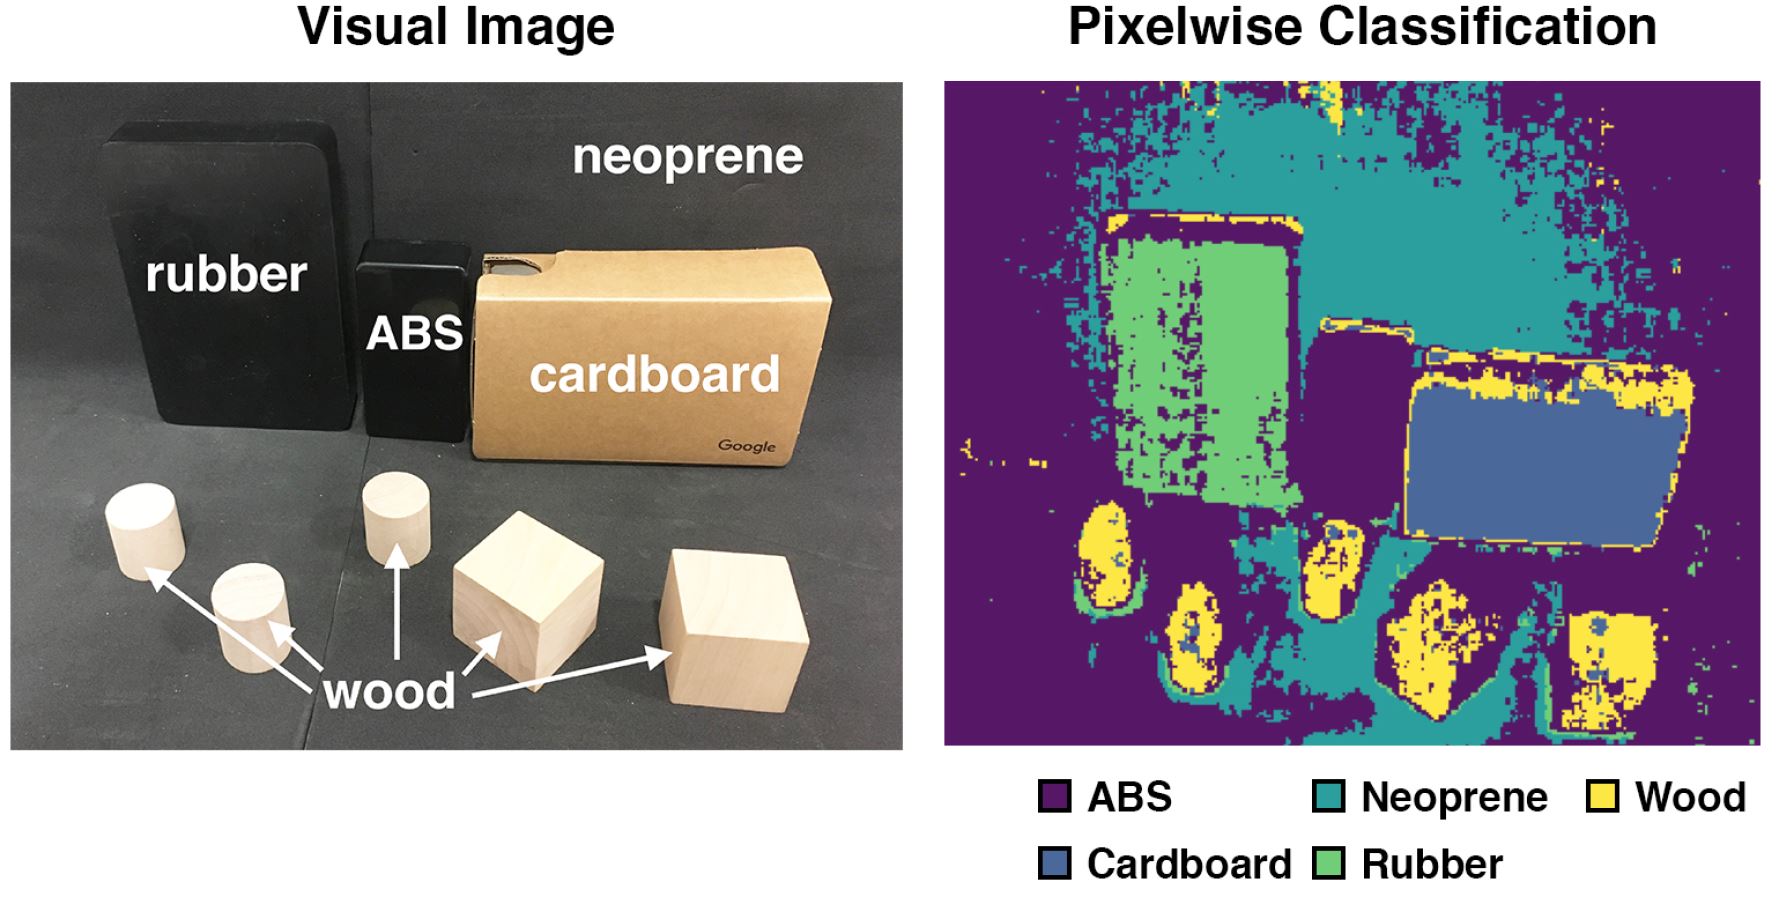 Visual Image
Pixelwise Classification
neoprene
rubber
ABS
cardboard
Google
wood
ABS
Neoprene
Wood
Cardboard
Rubber